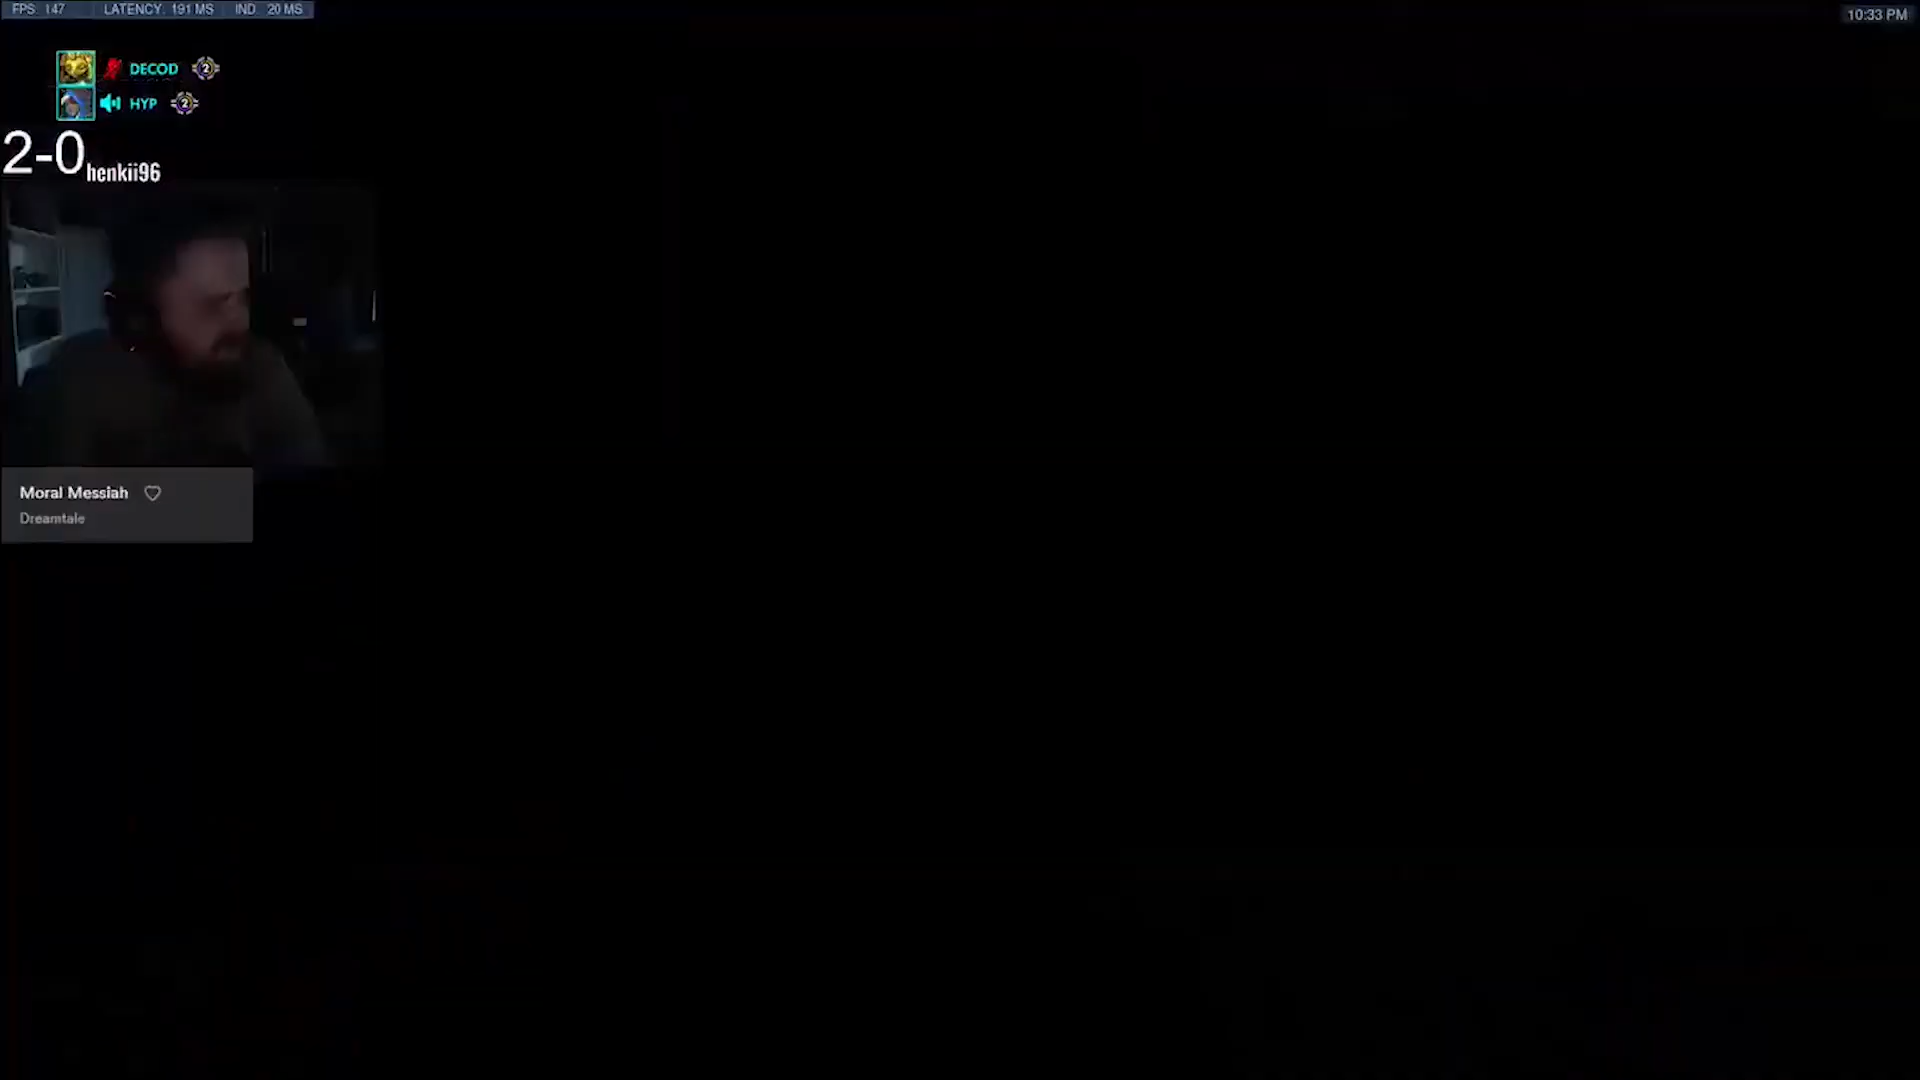 FPS: 147 LATENCY: 191 MS IND: 20 MS
10:33 PM
DECOD 2
HYP 2
2-0
henkii96
Moral Messiah
Dreamtale